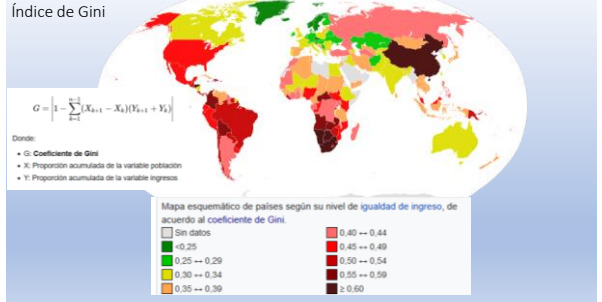 Índice de Gini
G = |1 − ∑_{k=1}^{n−1} (X_{k+1} − X_k)(Y_{k+1} + Y_k)|
Donde:
• G: Coeficiente de Gini
• X: Proporción acumulada de la variable población
• Y: Proporción acumulada de la variable ingresos
Mapa esquemático de países según su nivel de igualdad de ingreso, de
acuerdo al coeficiente de Gini.
Sin datos
<0,25
0,25 ↔ 0,29
0,30 ↔ 0,34
0,35 ↔ 0,39
0,40 ↔ 0,44
0,45 ↔ 0,49
0,50 ↔ 0,54
0,55 ↔ 0,59
≥ 0,60